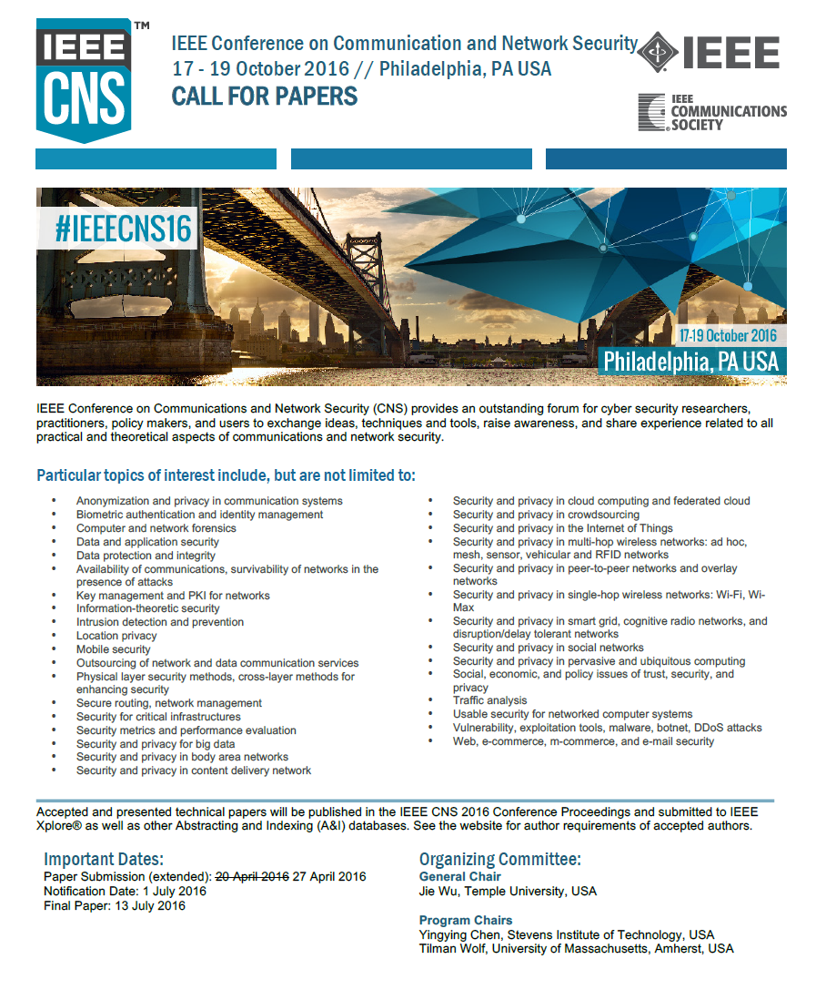 IEEE
CNS
TM
IEEE Conference on Communication and Network Security
17 - 19 October 2016 // Philadelphia, PA USA
CALL FOR PAPERS
IEEE
IEEE
COMMUNICATIONS
SOCIETY
#IEEECNS16
17-19 October 2016
Philadelphia, PA USA
IEEE Conference on Communications and Network Security (CNS) provides an outstanding forum for cyber security researchers,
practitioners, policy makers, and users to exchange ideas, techniques and tools, raise awareness, and share experience related to all
practical and theoretical aspects of communications and network security.
Particular topics of interest include, but are not limited to:
• Anonymization and privacy in communication systems
• Biometric authentication and identity management
• Computer and network forensics
• Data and application security
• Data protection and integrity
• Availability of communications, survivability of networks in the
presence of attacks
• Key management and PKI for networks
• Information-theoretic security
• Intrusion detection and prevention
• Location privacy
• Mobile security
• Outsourcing of network and data communication services
• Physical layer security methods, cross-layer methods for
enhancing security
• Secure routing, network management
• Security for critical infrastructures
• Security metrics and performance evaluation
• Security and privacy for big data
• Security and privacy in body area networks
• Security and privacy in content delivery network
• Security and privacy in cloud computing and federated cloud
• Security and privacy in crowdsourcing
• Security and privacy in the Internet of Things
• Security and privacy in multi-hop wireless networks: ad hoc,
mesh, sensor, vehicular and RFID networks
• Security and privacy in peer-to-peer networks and overlay
networks
• Security and privacy in single-hop wireless networks: Wi-Fi, Wi-
Max
• Security and privacy in smart grid, cognitive radio networks, and
disruption/delay tolerant networks
• Security and privacy in social networks
• Security and privacy in pervasive and ubiquitous computing
• Social, economic, and policy issues of trust, security, and
privacy
• Traffic analysis
• Usable security for networked computer systems
• Vulnerability, exploitation tools, malware, botnet, DDoS attacks
• Web, e-commerce, m-commerce, and e-mail security
Accepted and presented technical papers will be published in the IEEE CNS 2016 Conference Proceedings and submitted to IEEE
Xplore® as well as other Abstracting and Indexing (A&I) databases. See the website for author requirements of accepted authors.
Important Dates:
Paper Submission (extended): 20 April 2016 27 April 2016
Notification Date: 1 July 2016
Final Paper: 13 July 2016
Organizing Committee:
General Chair
Jie Wu, Temple University, USA
Program Chairs
Yingying Chen, Stevens Institute of Technology, USA
Tilman Wolf, University of Massachusetts, Amherst, USA